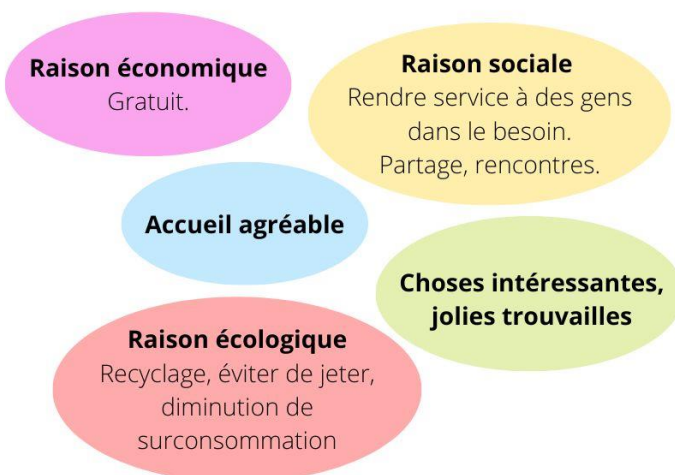 Raison économique
Gratuit.
Raison sociale
Rendre service à des gens
dans le besoin.
Partage, rencontres.
Accueil agréable
Choses intéressantes,
jolies trouvailles
Raison écologique
Recyclage, éviter de jeter,
diminution de
surconsommation